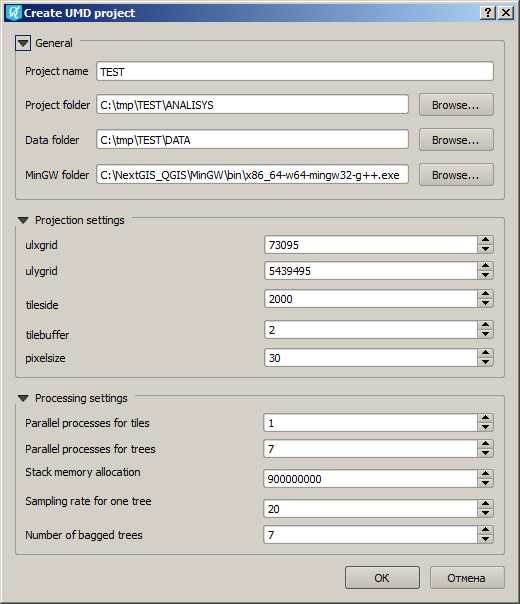 Create UMD project
General
Project name TEST
Project folder C:\tmp\TEST\ANALISYS Browse...
Data folder C:\tmp\TEST\DATA Browse...
MinGW folder C:\NextGIS_QGIS\MinGW\bin\x86_64-w64-mingw32-g++.exe Browse...
Projection settings
ulxgrid 73095
ulygrid 5439495
tileside 2000
tilebuffer 2
pixelsize 30
Processing settings
Parallel processes for tiles 1
Parallel processes for trees 7
Stack memory allocation 900000000
Sampling rate for one tree 20
Number of bagged trees 7
OK Отмена